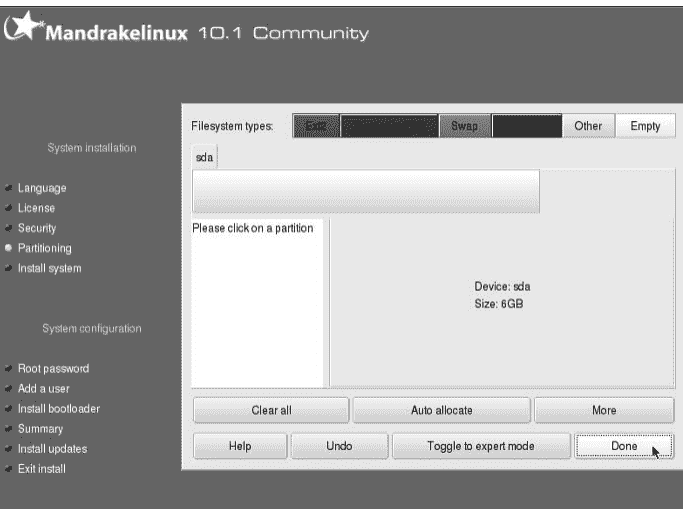 Mandrakelinux 10.1 Community
System installation
Language
License
Security
Partitioning
Install system
System configuration
Root password
Add a user
Install bootloader
Summary
Install updates
Exit install
Filesystem types: Ext2 Swap Other Empty
sda
Please click on a partition
Device: sda
Size: 6GB
Clear all Auto allocate More
Help Undo Toggle to expert mode Done